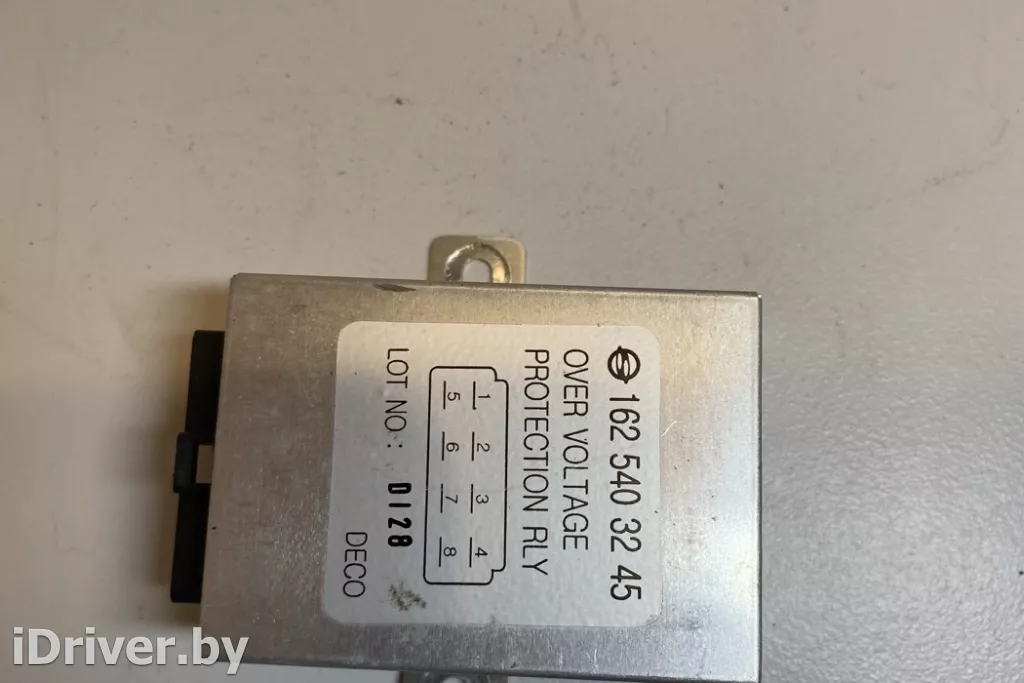 162 540 32 45
OVER VOLTAGE
PROTECTION RLY
1 2 3 4
5 6 7 8
LOT NO.: D128
DECO
iDriver.by